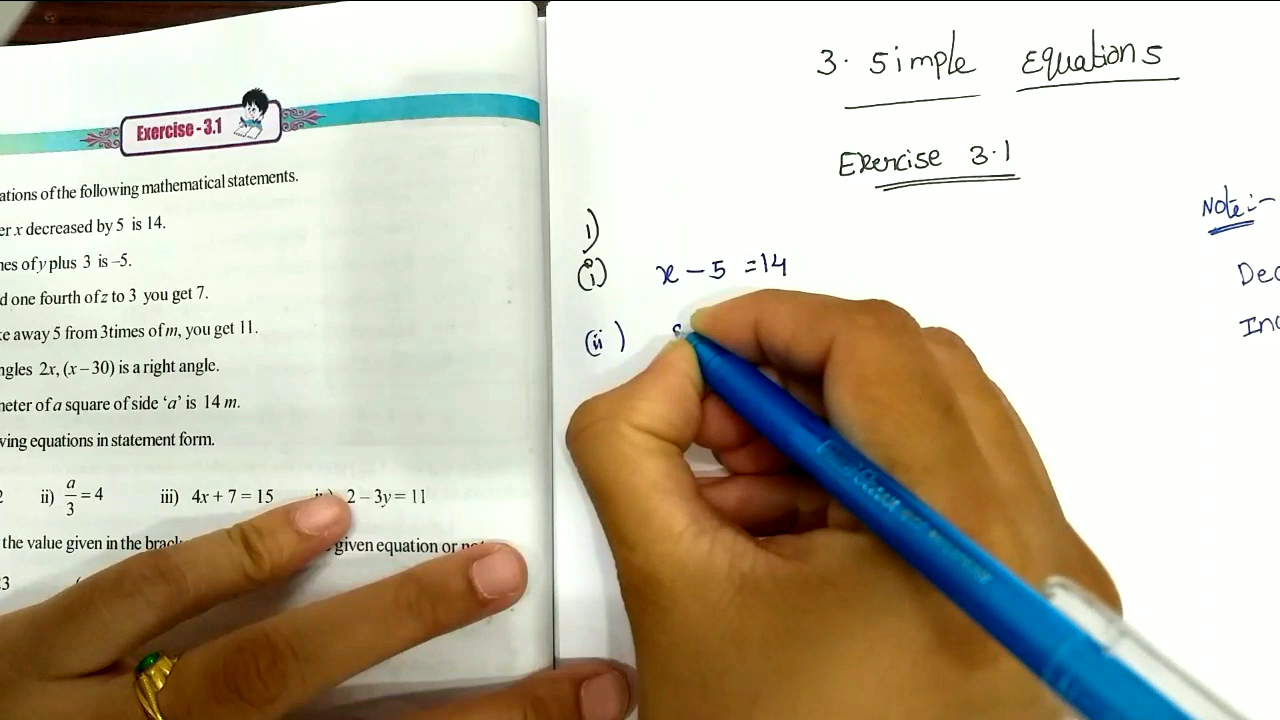 Exercise - 3.1
ations of the following mathematical statements.
er x decreased by 5 is 14.
nes of y plus 3 is –5.
d one fourth of z to 3 you get 7.
ke away 5 from 3times of m, you get 11.
ngles 2x, (x – 30) is a right angle.
neter of a square of side ‘a’ is 14 m.
ving equations in statement form.
2 ii) a/3 = 4 iii) 4x + 7 = 15 2 – 3y = 11
the value given in the given equation or
3
3. Simple Equations
Exercise 3.1
1)
(i) x – 5 = 14
(ii)
Note :-
Dec
Inc